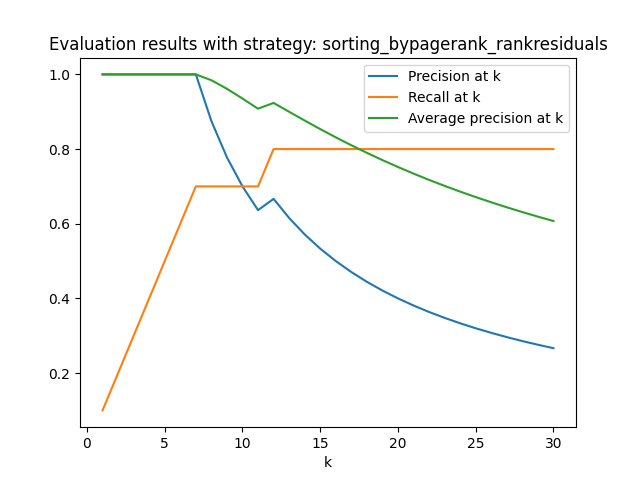 Evaluation results with strategy: sorting_bypagerank_rankresiduals
Precision at k
Recall at k
Average precision at k
1.0
0.8
0.6
0.4
0.2
0 5 10 15 20 25 30
k